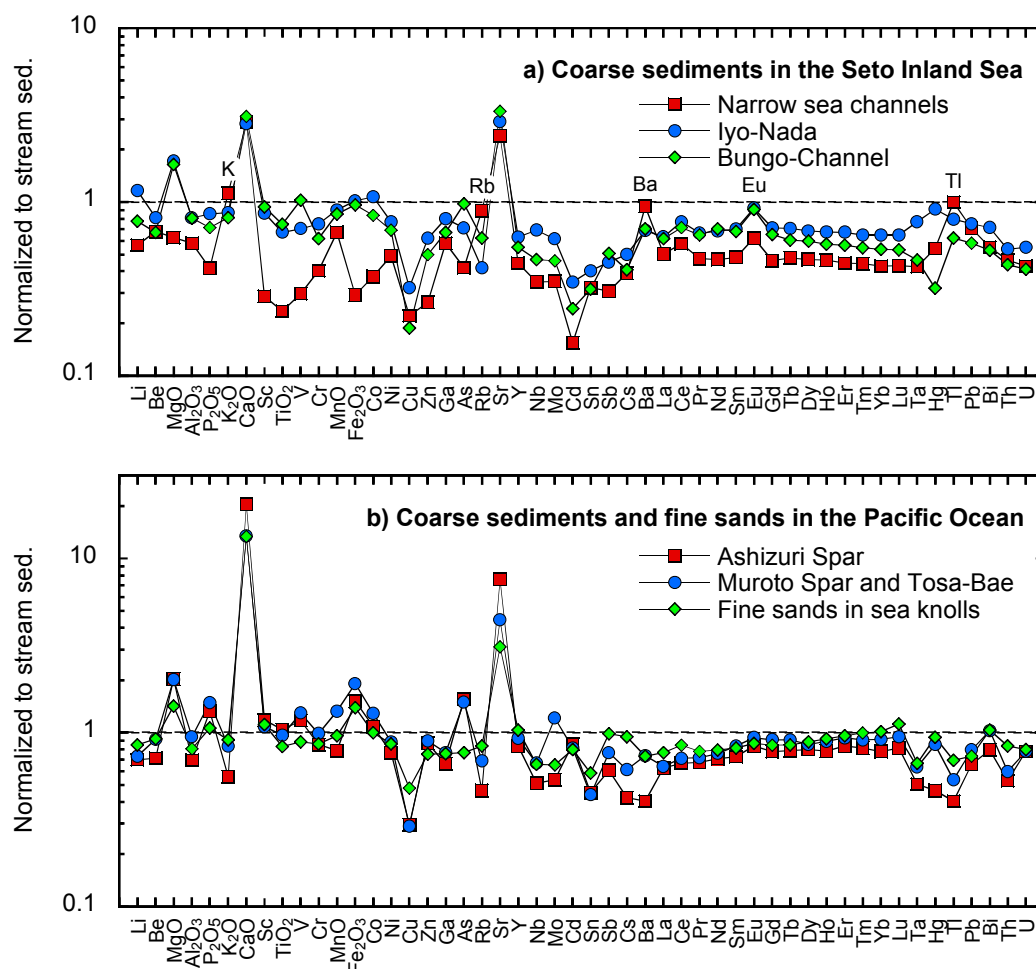 10
a) Coarse sediments in the Seto Inland Sea
Narrow sea channels
Iyo-Nada
Bungo-Channel
K
Rb
Ba
Eu
Tl
1
0.1
Normalized to stream sed.
Li Be MgO Al2O3 P2O5 K2O CaO Sc TiO2 V Cr MnO Fe2O3 Co Ni Cu Zn Ga As Rb Sr Y Nb Mo Cd Sn Sb Cs Ba La Ce Pr Nd Sm Eu Gd Tb Dy Ho Er Tm Yb Lu Ta Hg Tl Pb Bi Th U
b) Coarse sediments and fine sands in the Pacific Ocean
10
Ashizuri Spar
Muroto Spar and Tosa-Bae
Fine sands in sea knolls
1
0.1
Normalized to stream sed.
Li Be MgO Al2O3 P2O5 K2O CaO Sc TiO2 V Cr MnO Fe2O3 Co Ni Cu Zn Ga As Rb Sr Y Nb Mo Cd Sn Sb Cs Ba La Ce Pr Nd Sm Eu Gd Tb Dy Ho Er Tm Yb Lu Ta Hg Tl Pb Bi Th U